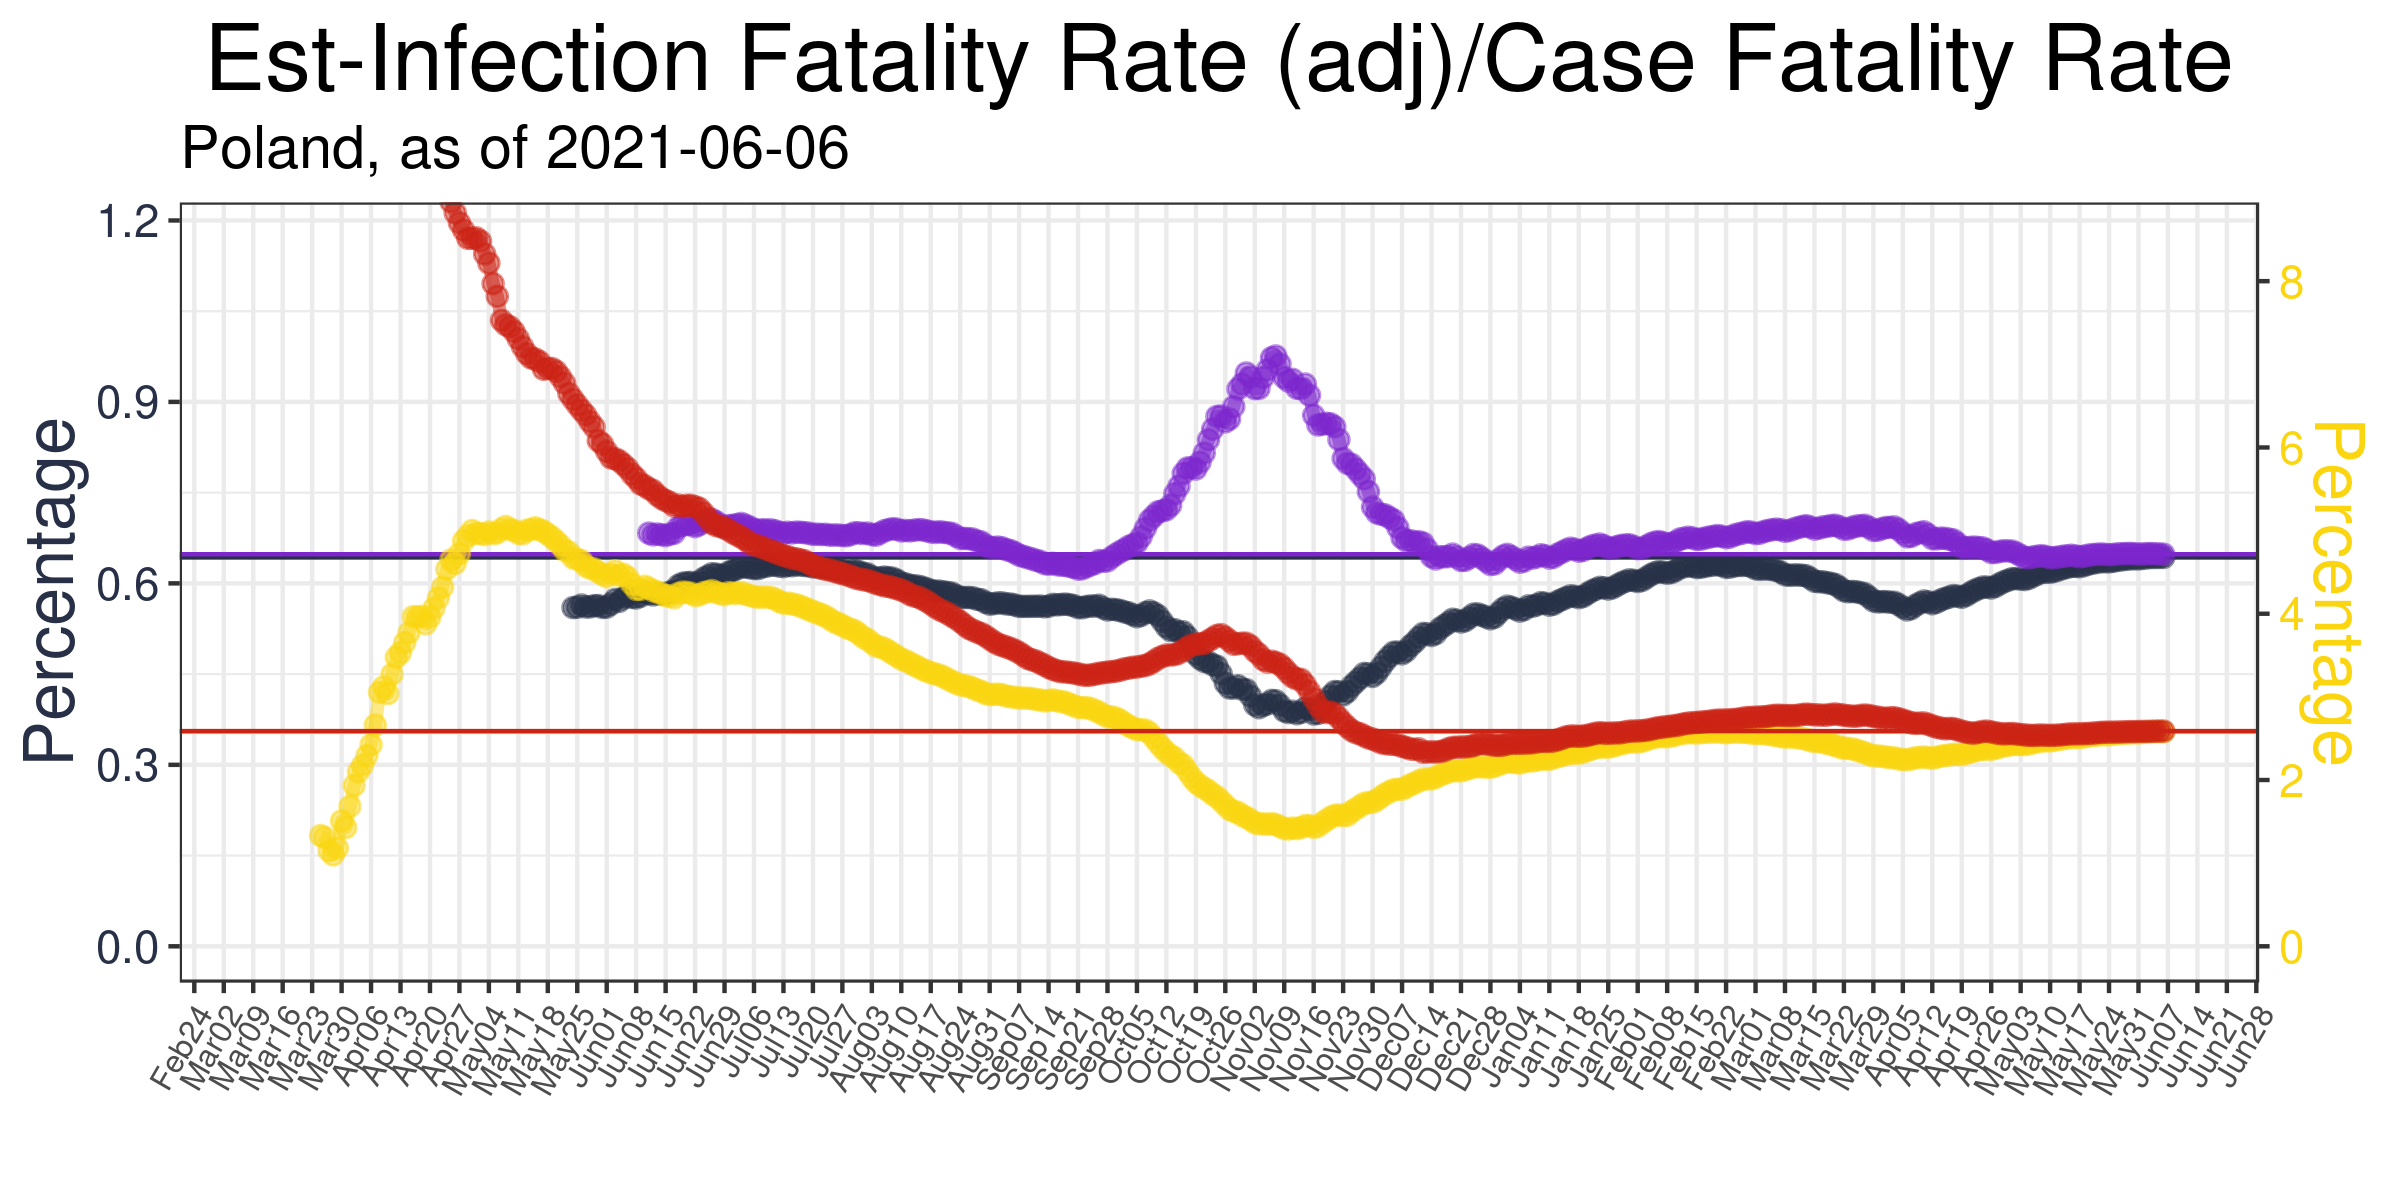 Est-Infection Fatality Rate (adj)/Case Fatality Rate
Poland, as of 2021-06-06
Percentage
1.2
0.9
0.6
0.3
0.0
8
6
4
2
0
Percentage
Feb24
Mar02
Mar09
Mar16
Mar23
Mar30
Apr06
Apr13
Apr20
Apr27
May04
May11
May18
May25
Jun01
Jun08
Jun15
Jun22
Jun29
Jul06
Jul13
Jul20
Jul27
Aug03
Aug10
Aug17
Aug24
Aug31
Sep07
Sep14
Sep21
Sep28
Oct05
Oct12
Oct19
Oct26
Nov02
Nov09
Nov16
Nov23
Nov30
Dec07
Dec14
Dec21
Dec28
Jan04
Jan11
Jan18
Jan25
Feb01
Feb08
Feb15
Feb22
Mar01
Mar08
Mar15
Mar22
Mar29
Apr05
Apr12
Apr19
Apr26
May03
May10
May17
May24
May31
Jun07
Jun14
Jun21
Jun28